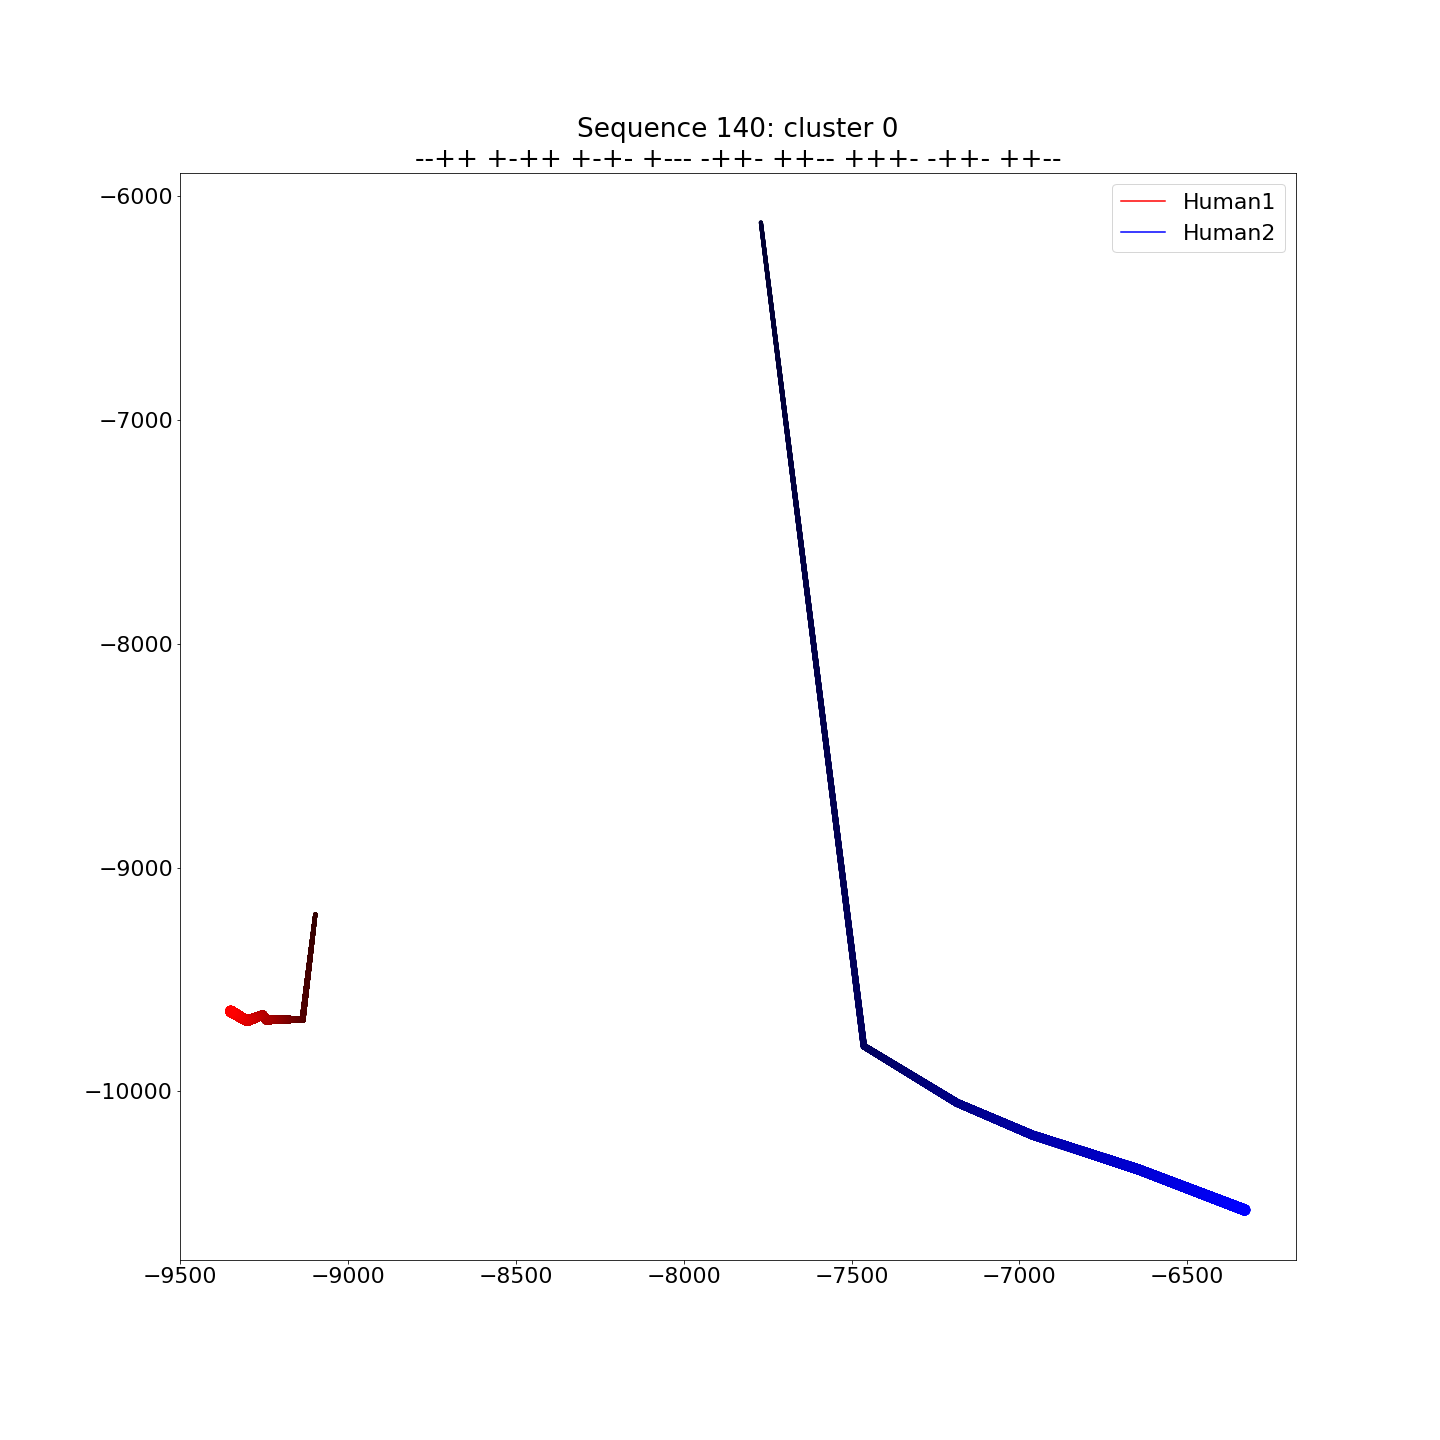 Sequence 140: cluster 0
--++ +-++ +-+- +--- -++- ++-- +++- -++- ++--
Human1
Human2
−6000
−7000
−8000
−9000
−10000
−9500 −9000 −8500 −8000 −7500 −7000 −6500